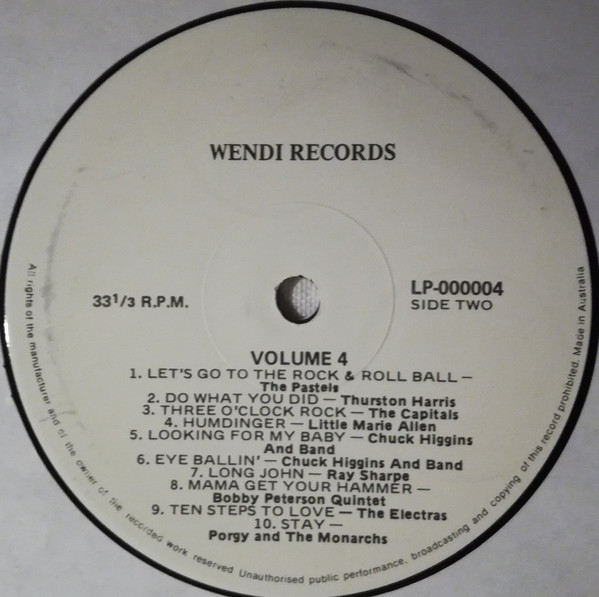 WENDI RECORDS
33 1/3 R.P.M.
LP-000004
SIDE TWO
VOLUME 4
1. LET'S GO TO THE ROCK & ROLL BALL —
The Pastels
2. DO WHAT YOU DID — Thurston Harris
3. THREE O'CLOCK ROCK — The Capitals
4. HUMDINGER — Little Marie Allen
5. LOOKING FOR MY BABY — Chuck Higgins
And Band
6. EYE BALLIN' — Chuck Higgins And Band
7. LONG JOHN — Ray Sharpe
8. MAMA GET YOUR HAMMER —
Bobby Peterson Quintet
9. TEN STEPS TO LOVE — The Electras
10. STAY —
Porgy and The Monarchs
All rights of the manufacturer and of the owner of the recorded work reserved Unauthorised public performance, broadcasting and copying of this record prohibited. Made in Australia